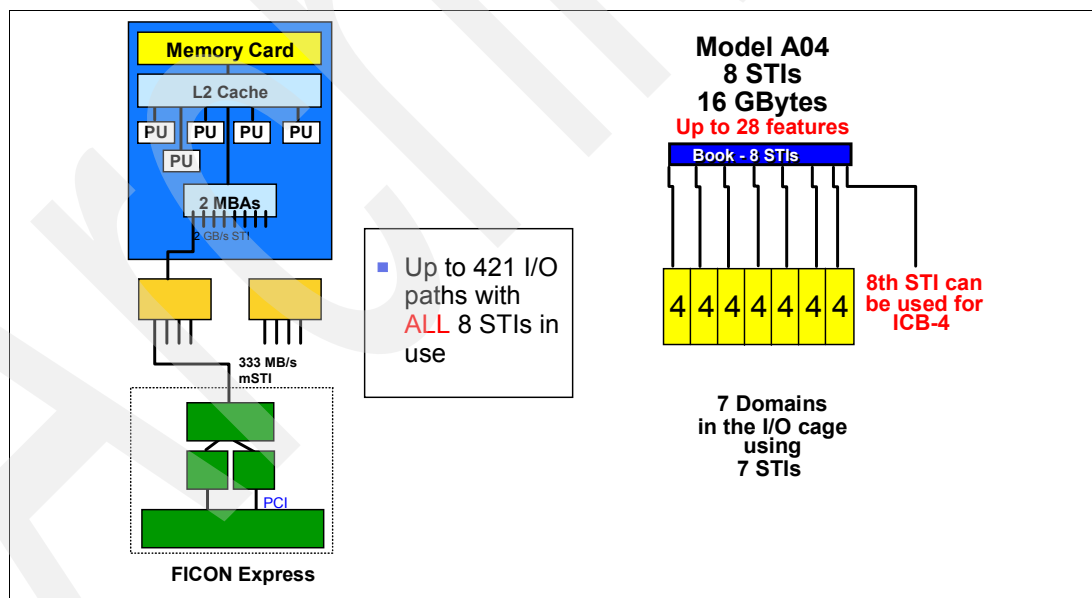 Memory Card
L2 Cache
PU PU PU PU
PU
2 MBAs
2 GB/s STI
333 MB/s
mSTI
PCI
FICON Express
▪ Up to 421 I/O
paths with
ALL 8 STIs in
use
Model A04
8 STIs
16 GBytes
Up to 28 features
Book - 8 STIs
4 4 4 4 4 4 4
8th STI can
be used for
ICB-4
7 Domains
in the I/O cage
using
7 STIs